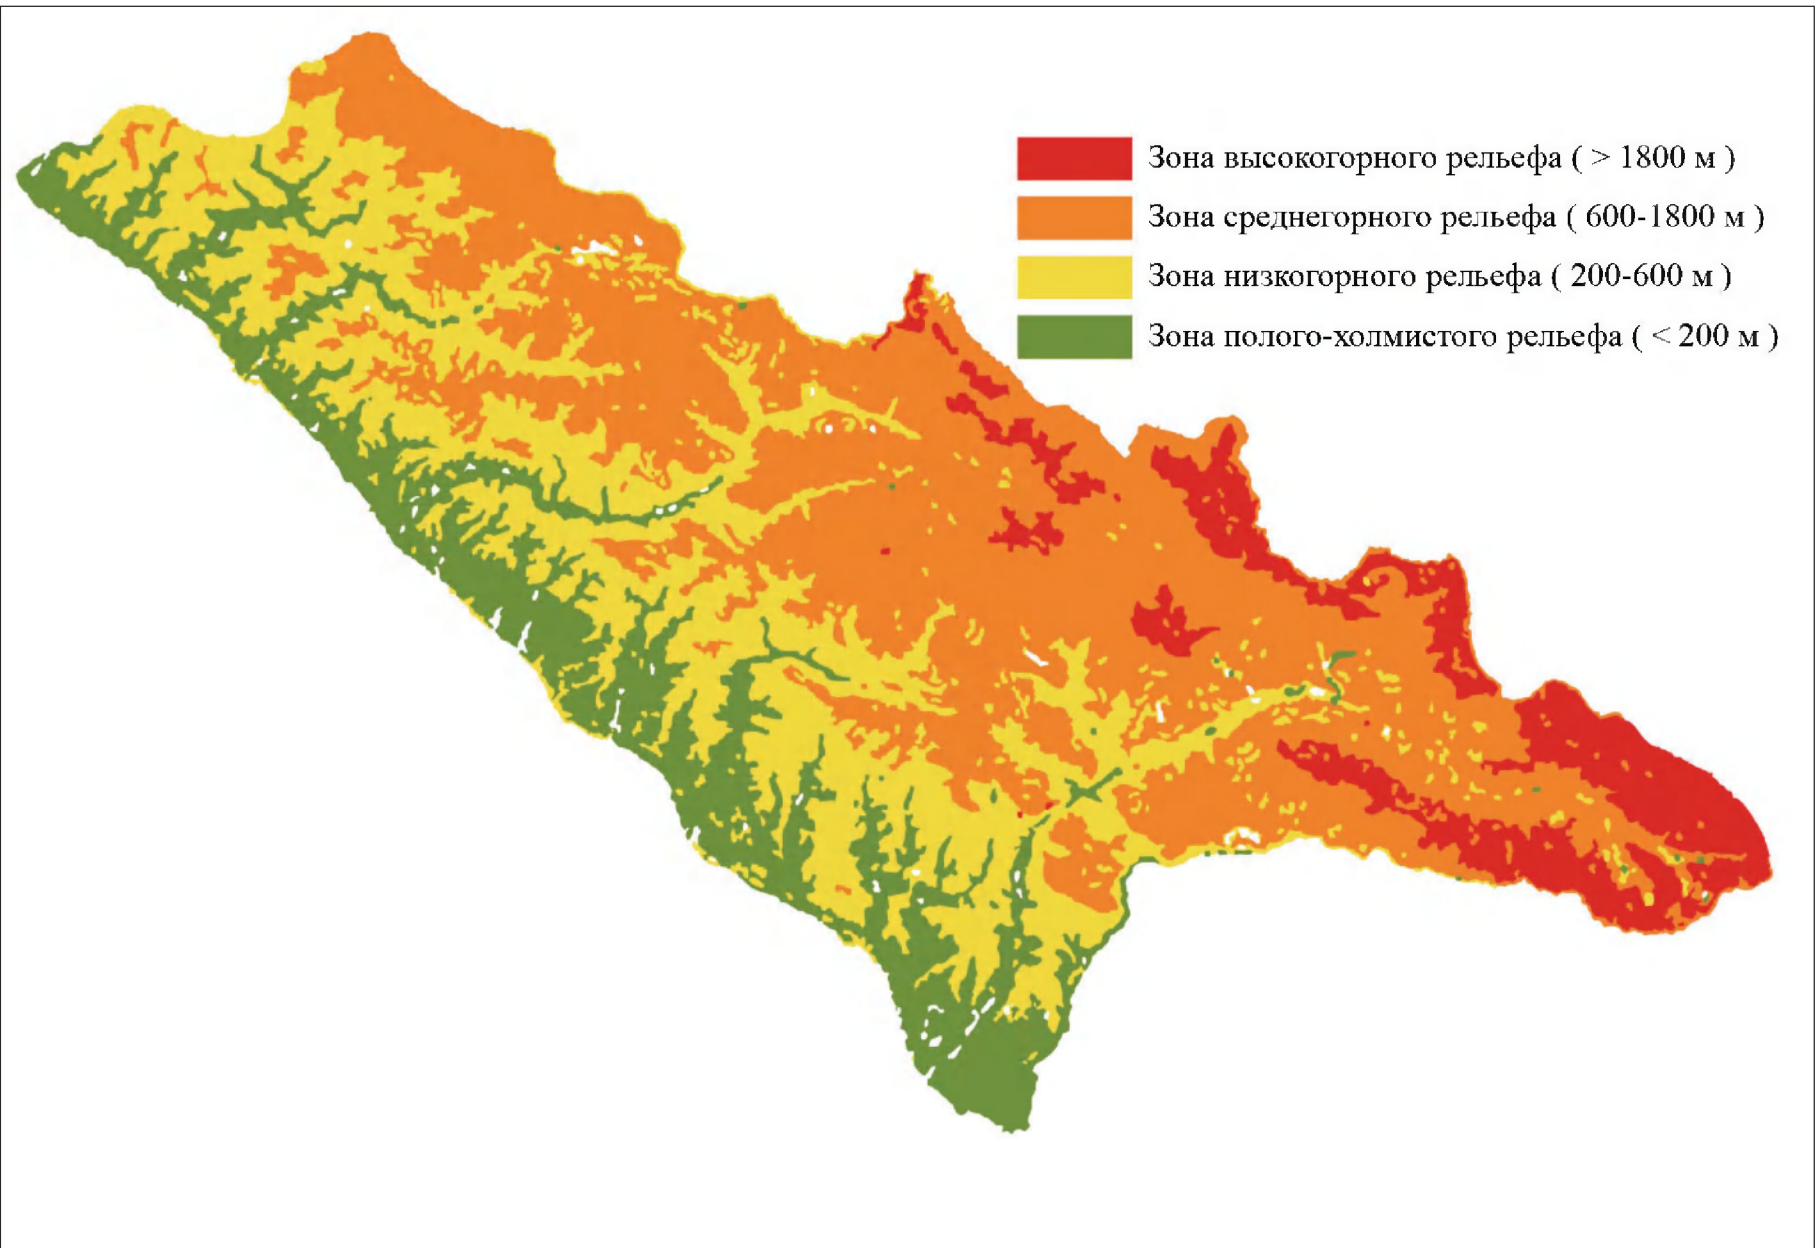 Зона высокогорного рельефа ( > 1800 м )
Зона среднегорного рельефа ( 600-1800 м )
Зона низкогорного рельефа ( 200-600 м )
Зона полого-холмистого рельефа ( < 200 м )